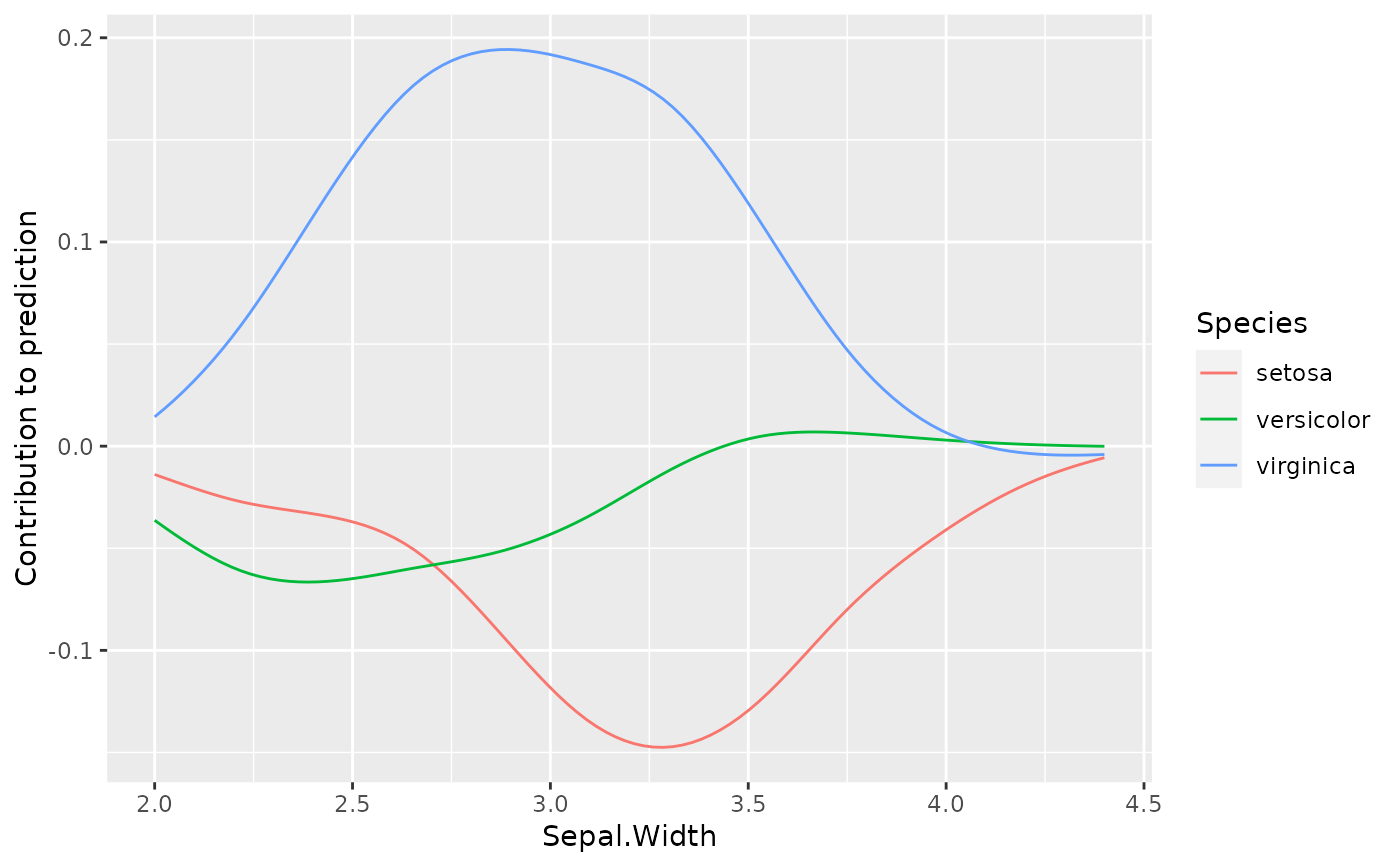 0.2
0.1
0.0
-0.1
Contribution to prediction
2.0 2.5 3.0 3.5 4.0 4.5
Sepal.Width
Species
setosa
versicolor
virginica